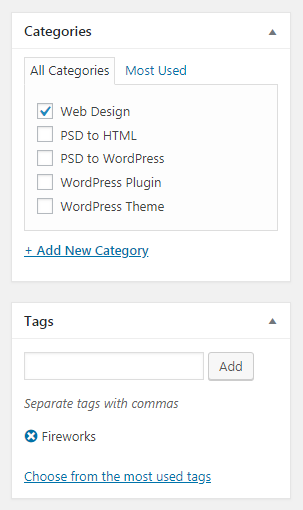 Categories
All Categories Most Used
Web Design
PSD to HTML
PSD to WordPress
WordPress Plugin
WordPress Theme
+ Add New Category
Tags
Add
Separate tags with commas
Fireworks
Choose from the most used tags